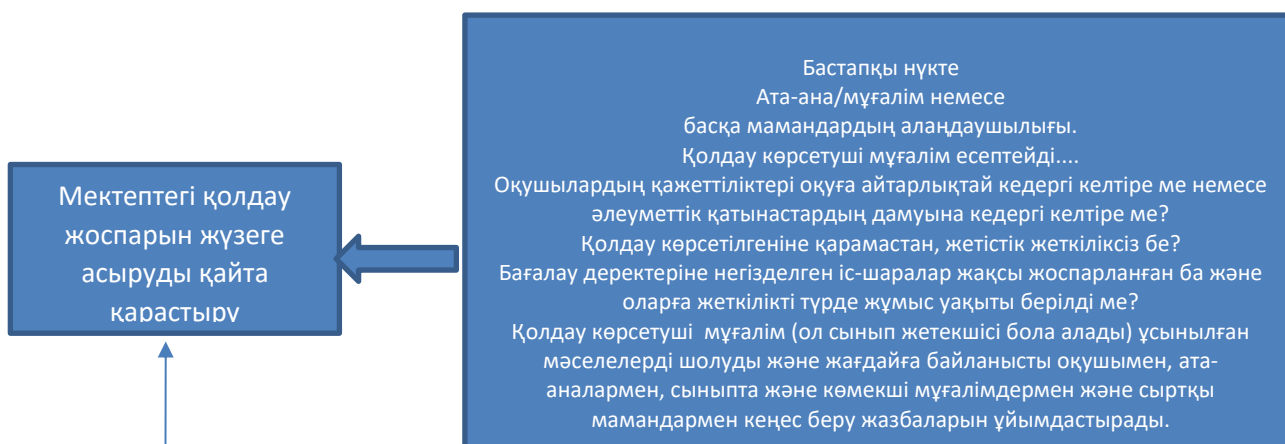 Бастапқы нүкте
Ата-ана/мұғалім немесе
басқа мамандардың алаңдаушылығы.
Қолдау көрсетуші мұғалім есептейді....
Оқушылардың қажеттіліктері оқуға айтарлықтай кедергі келтіре ме немесе
әлеуметтік қатынастардың дамуына кедергі келтіре ме?
Қолдау көрсетілгеніне қарамастан, жетістік жеткіліксіз бе?
Бағалау деректеріне негізделген іс-шаралар жақсы жоспарланған ба және
оларға жеткілікті түрде жұмыс уақыты берілді ме?
Қолдау көрсетуші  мұғалім (ол сынып жетекшісі бола алады) ұсынылған
мәселелерді шолуды және жағдайға байланысты оқушымен, ата-
аналармен, сыныпта және көмекші мұғалімдермен және сыртқы
мамандармен кеңес беру жазбаларын ұйымдастырады.
Мектептегі қолдау
жоспарын жүзеге
асыруды қайта
қарастыру